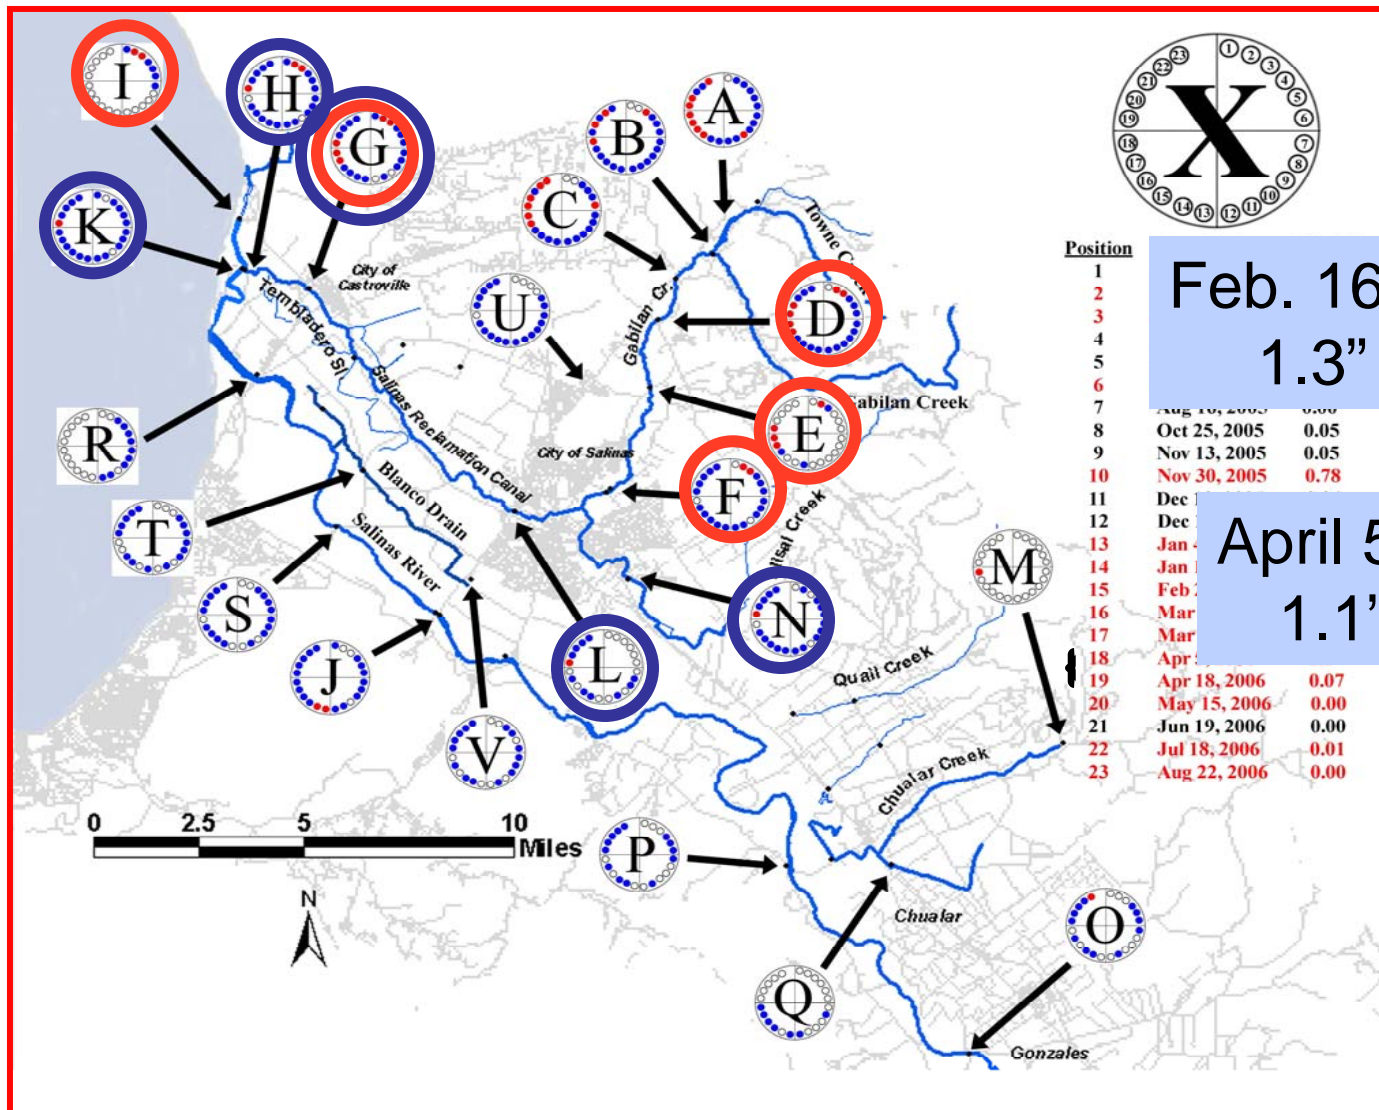 I
H
G
K
B
A
C
U
D
E
F
R
T
S
J
V
L
N
M
P
Q
O
City of
Castroville
Tembladero Sl
Salinas Reclamation Canal
Gabilan Cr.
Towne
Gabilan Creek
City of Salinas
Blanco Drain
Salinas River
Creek
Quail Creek
Chualar Creek
Chualar
Gonzales
0 2.5 5 10
Miles
N
X
1
2
3
4
5
6
7
8
9
10
11
12
13
14
15
16
17
18
19
20
21
22
23
Position
1
2
3
4
5
6
7 Aug 16, 2005 0.00
8 Oct 25, 2005 0.05
9 Nov 13, 2005 0.05
10 Nov 30, 2005 0.78
11 Dec
12 Dec
13 Jan
14 Jan
15 Feb
16 Mar
17 Mar
18 Apr
19 Apr 18, 2006 0.07
20 May 15, 2006 0.00
21 Jun 19, 2006 0.00
22 Jul 18, 2006 0.01
23 Aug 22, 2006 0.00
Feb. 16
1.3”
April 5
1.1”